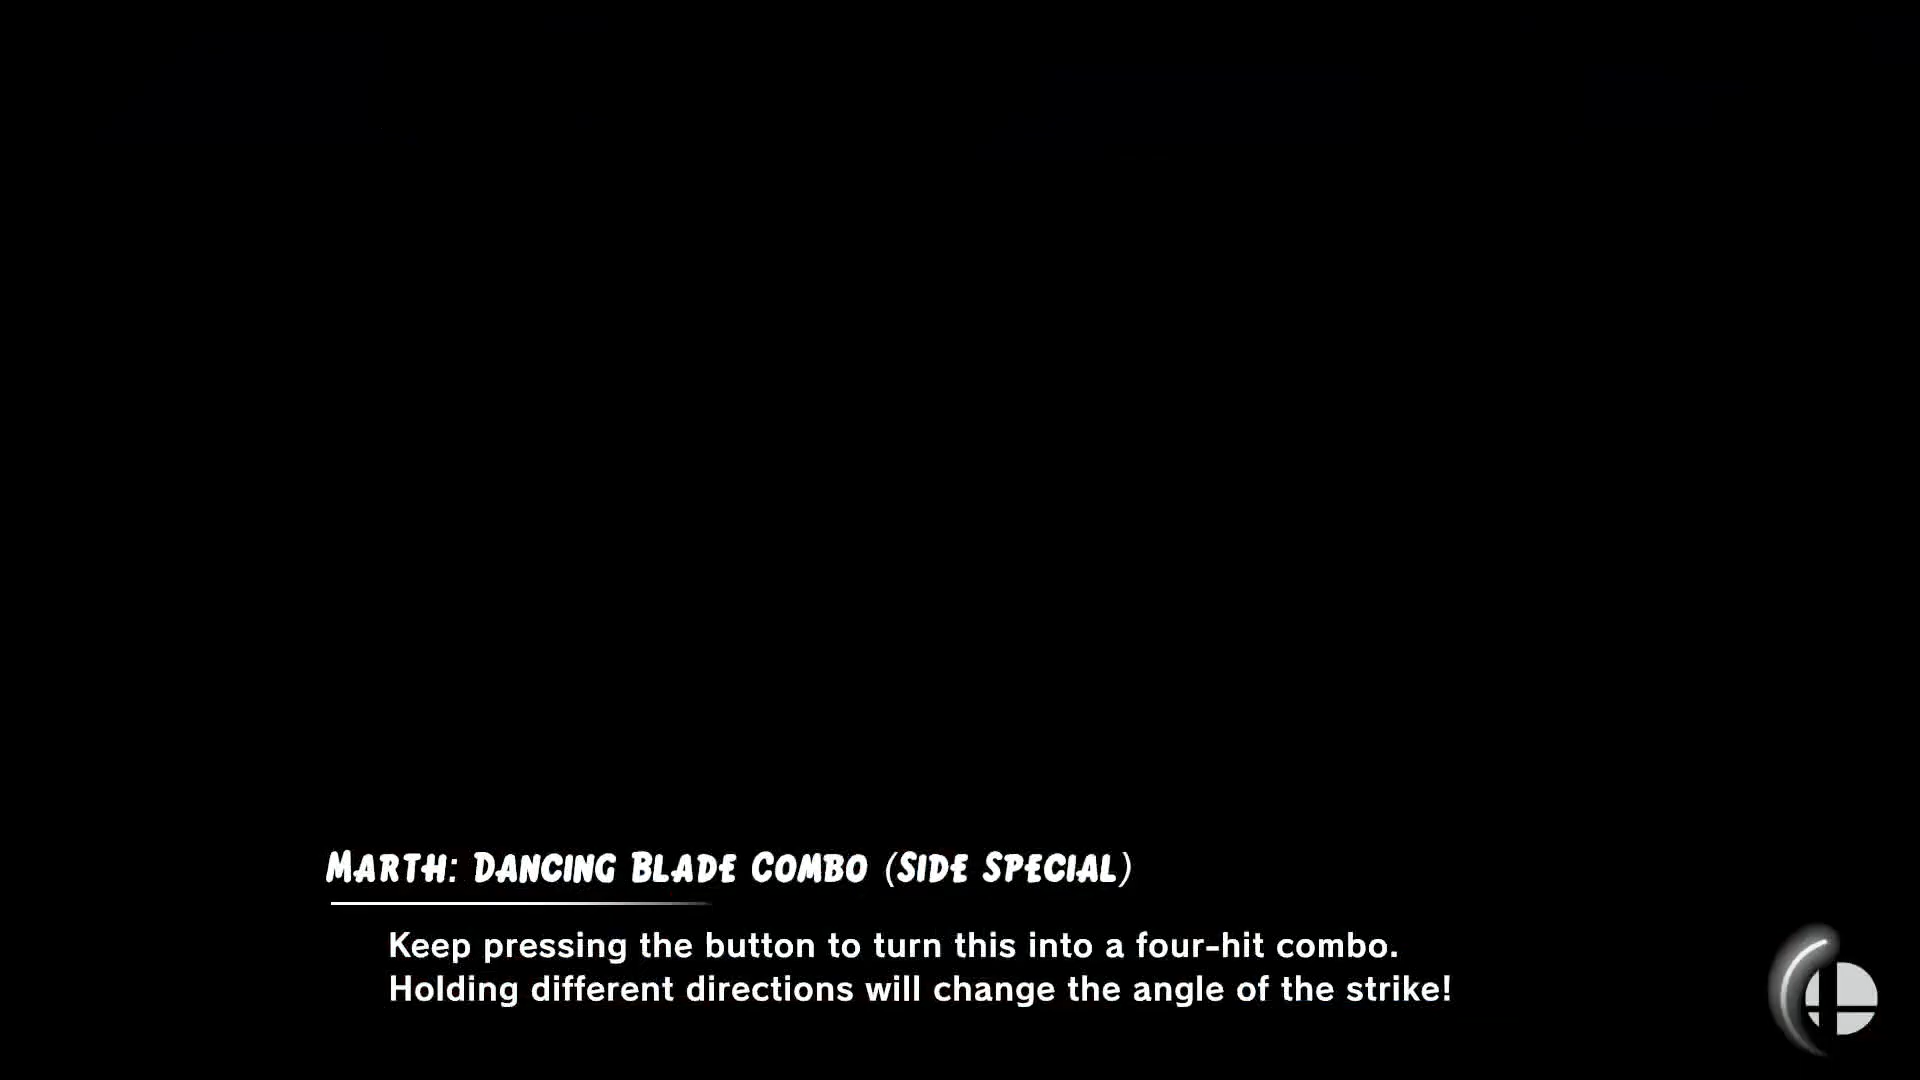 Marth: Dancing Blade Combo (Side Special)
Keep pressing the button to turn this into a four-hit combo.
Holding different directions will change the angle of the strike!